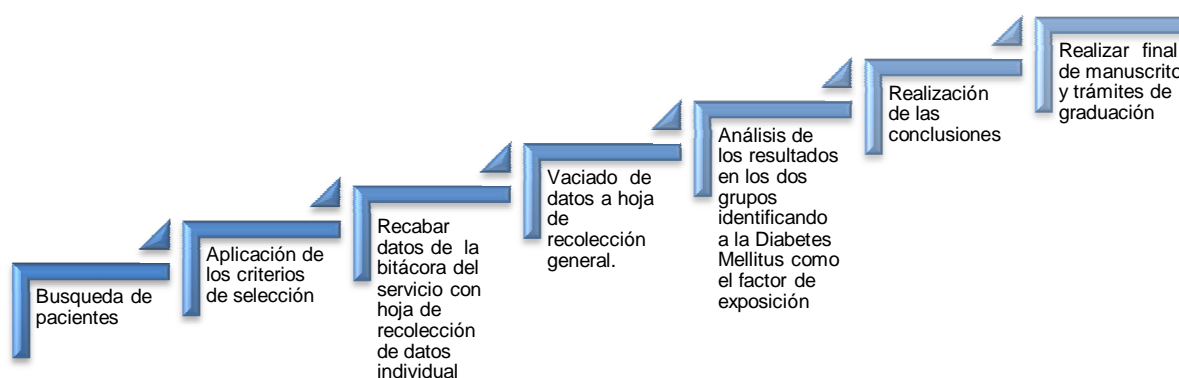 Busqueda de
pacientes
Aplicación de
los criterios
de selección
Recabar
datos de la
bitácora del
servicio con
hoja de
recolección
de datos
individual
Vaciado de
datos a hoja
de
recolección
general.
Análisis de
los resultados
en los dos
grupos
identificando
a la Diabetes
Mellitus como
el factor de
exposición
Realización
de las
conclusiones
Realizar final
de manuscrito
y trámites de
graduación